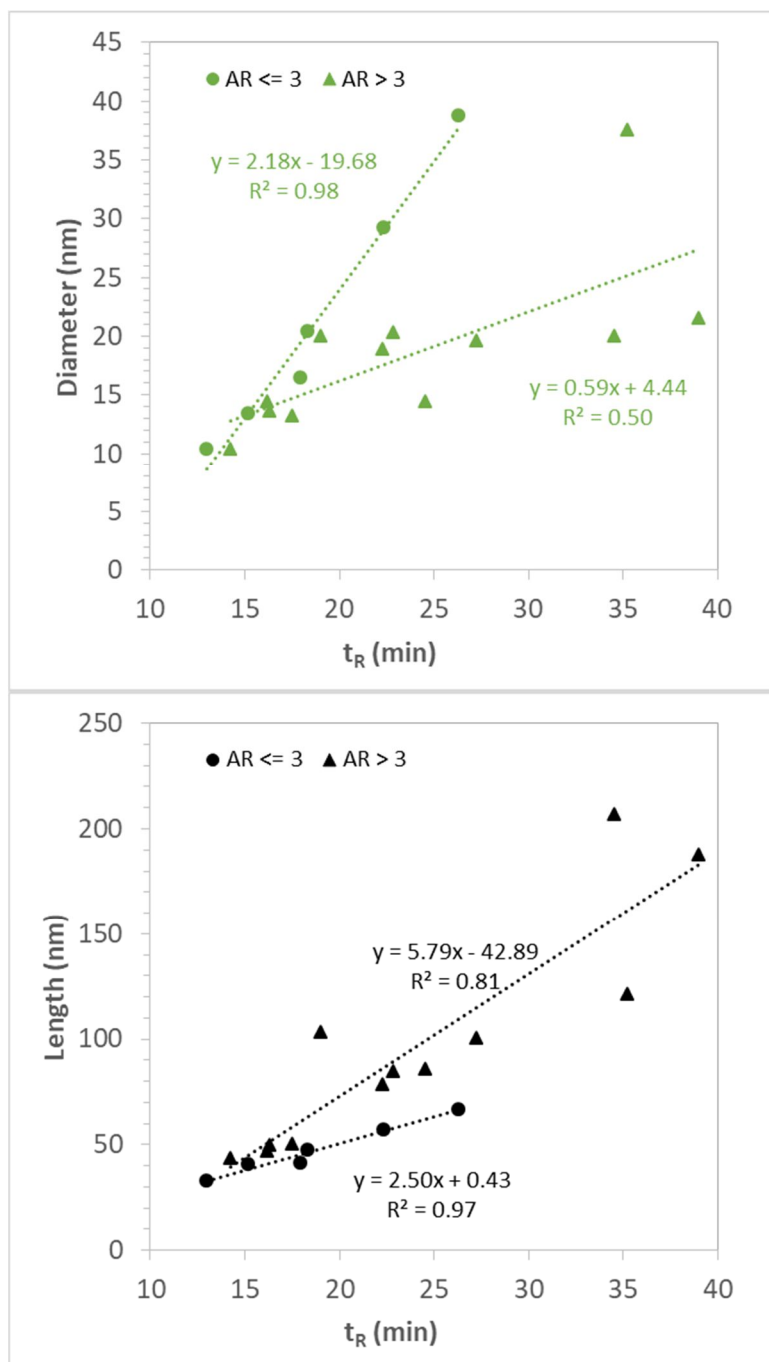 45
40
35
30
25
20
15
10
5
0
Diameter (nm)
AR <= 3 AR > 3
y = 2.18x - 19.68
R² = 0.98
y = 0.59x + 4.44
R² = 0.50
10 15 20 25 30 35 40
tR (min)
250
200
150
100
50
0
Length (nm)
AR <= 3 AR > 3
y = 5.79x - 42.89
R² = 0.81
y = 2.50x + 0.43
R² = 0.97
10 15 20 25 30 35 40
tR (min)